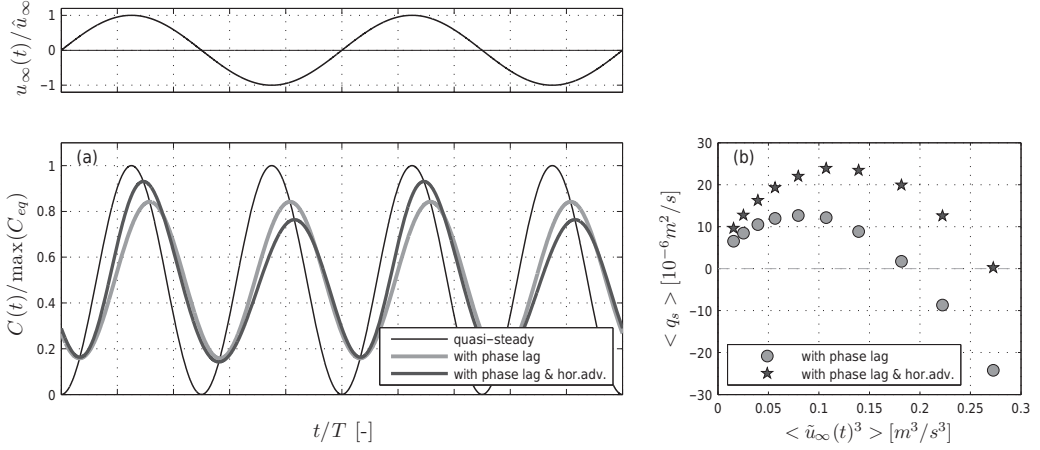 u∞(t)/û∞
1
0
−1
(a)
C(t)/max(Ceq)
1
0.8
0.6
0.4
0.2
0
quasi−steady
with phase lag
with phase lag & hor.adv.
t/T [-]
(b)
< qs > [10−6m2/s]
30
20
10
0
−10
−20
−30
with phase lag
with phase lag & hor.adv.
0 0.05 0.1 0.15 0.2 0.25 0.3
< ũ∞(t)3 > [m3/s3]